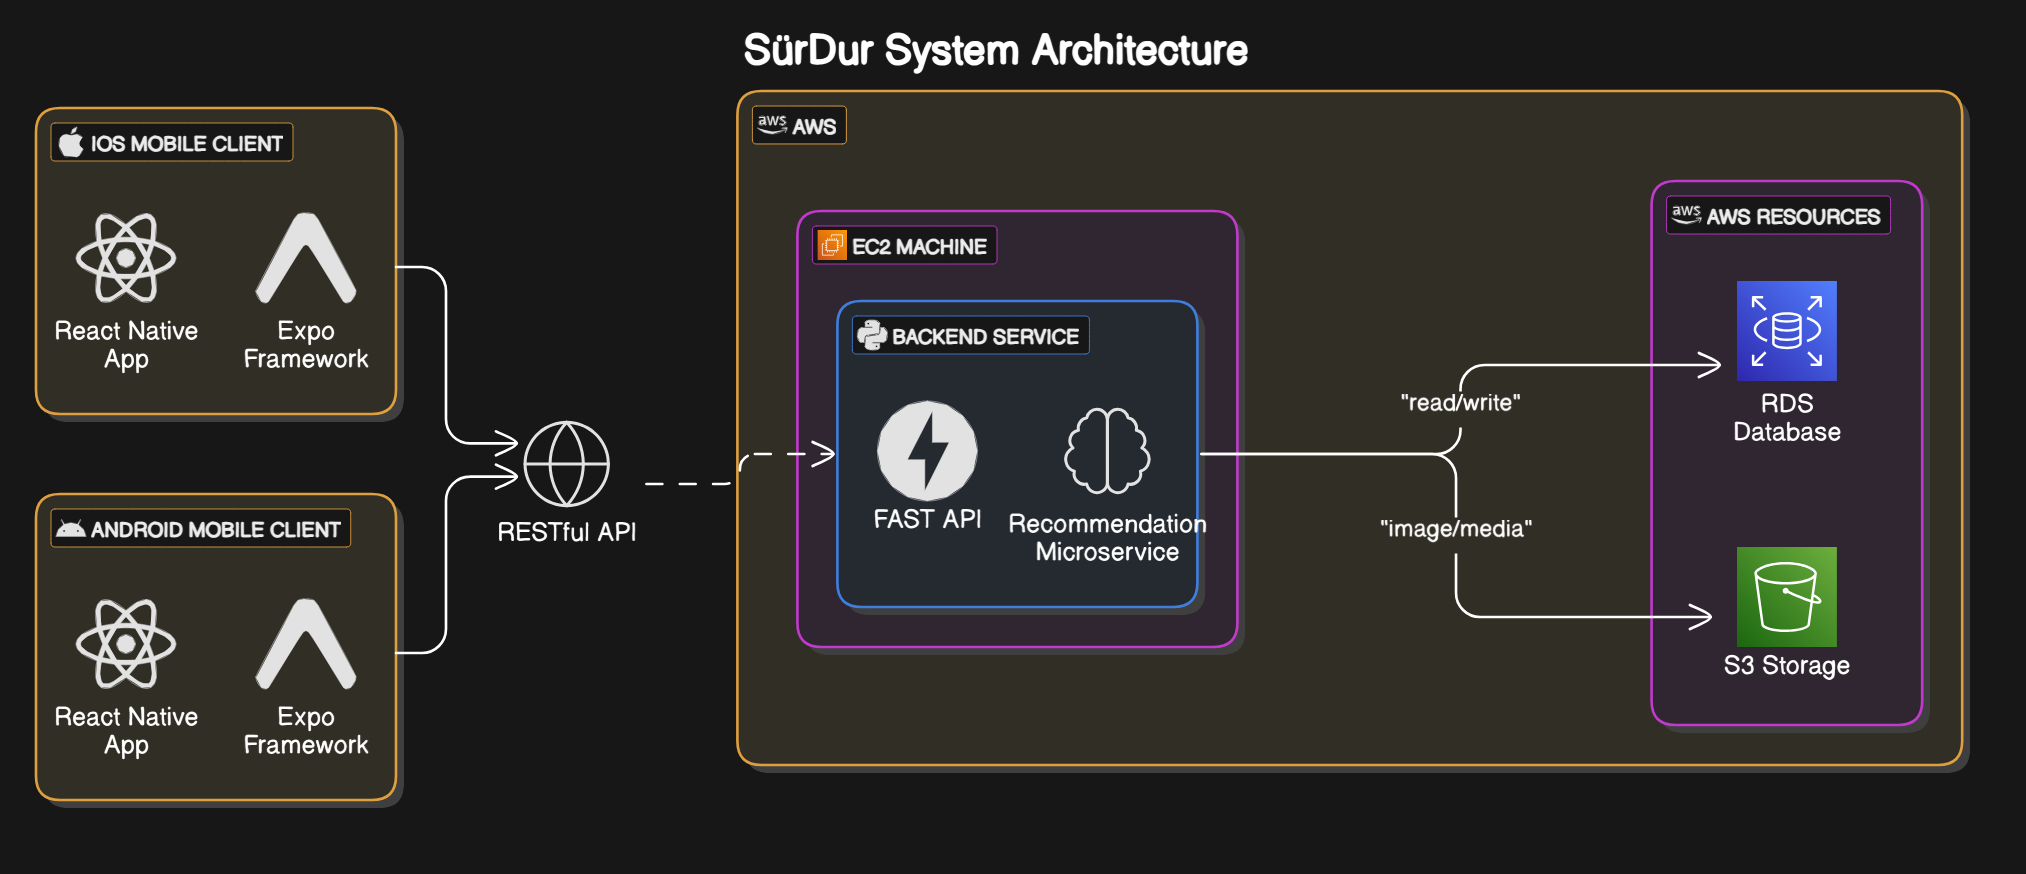 SürDur System Architecture
IOS MOBILE CLIENT
React Native
App
Expo
Framework
ANDROID MOBILE CLIENT
React Native
App
Expo
Framework
RESTful API
aws AWS
EC2 MACHINE
BACKEND SERVICE
FAST API
Recommendation
Microservice
"read/write"
"image/media"
aws AWS RESOURCES
RDS
Database
S3 Storage